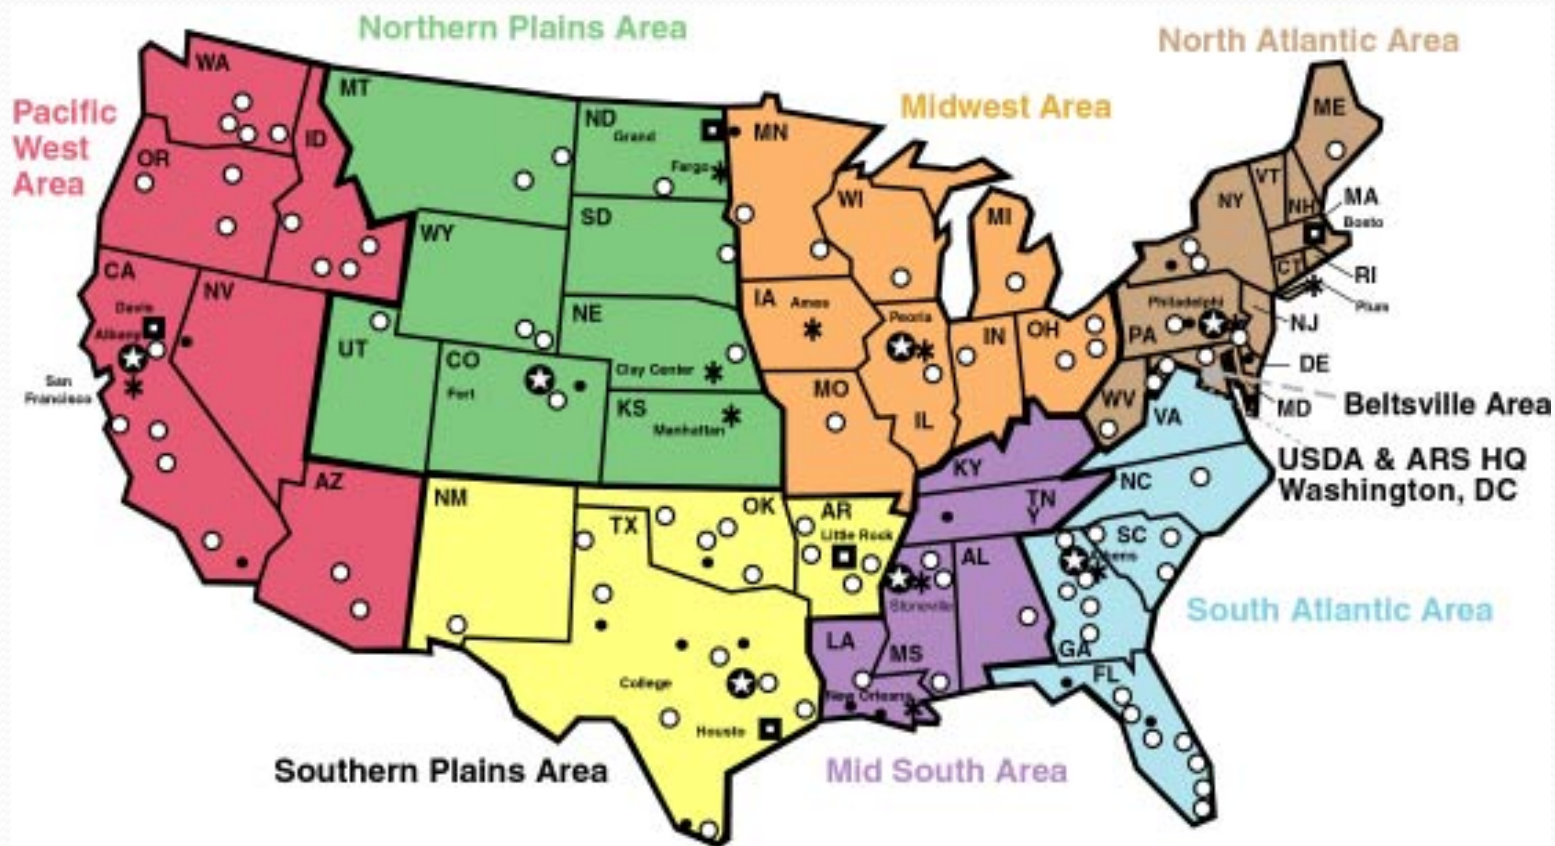 Northern Plains Area
North Atlantic Area
Midwest Area
Pacific
West
Area
WA
MT
ND
Grand
Fargo
MN
ME
OR
ID
SD
WI
MI
NY
VT
NH
MA
Bosto
WY
CA
NV
Davis
Albany
San
Francisco
NE
IA
Ames
Peoria
IN
OH
CT
RI
Plum
Philadelphi
PA
NJ
DE
UT
CO
Fort
Clay Center
KS
Manhattan
MO
IL
WV
VA
MD
Beltsville Area
USDA & ARS HQ
Washington, DC
AZ
NM
TX
OK
AR
Little Rock
KY
TN
Y
NC
SC
Athens
AL
Stoneville
South Atlantic Area
LA
MS
GA
FL
College
New Orleans
Housto
Southern Plains Area
Mid South Area